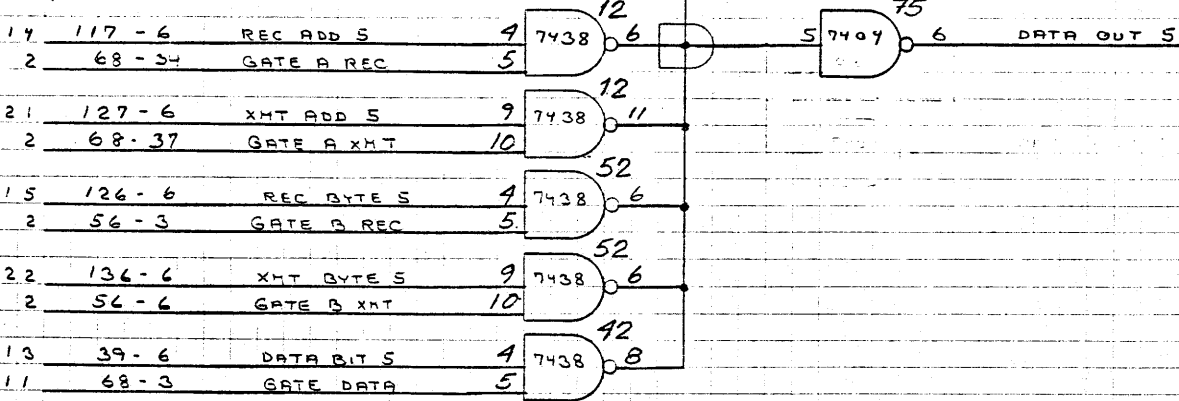 12 75
14 117 - 6 REC ADD 5 4 7438 6 5 7404 6 DATA OUT 5
2 68 - 34 GATE A REC 5
12
21 127 - 6 XMT ADD 5 9 7438 11
2 68 - 37 GATE A XMT 10
52
15 126 - 6 REC BYTE 5 4 7438 6
2 56 - 3 GATE B REC 5
52
22 136 - 6 XMT BYTE 5 9 7438 6
2 56 - 6 GATE B XMT 10
42
13 39 - 6 DATA BIT 5 4 7438 8
11 68 - 3 GATE DATA 5